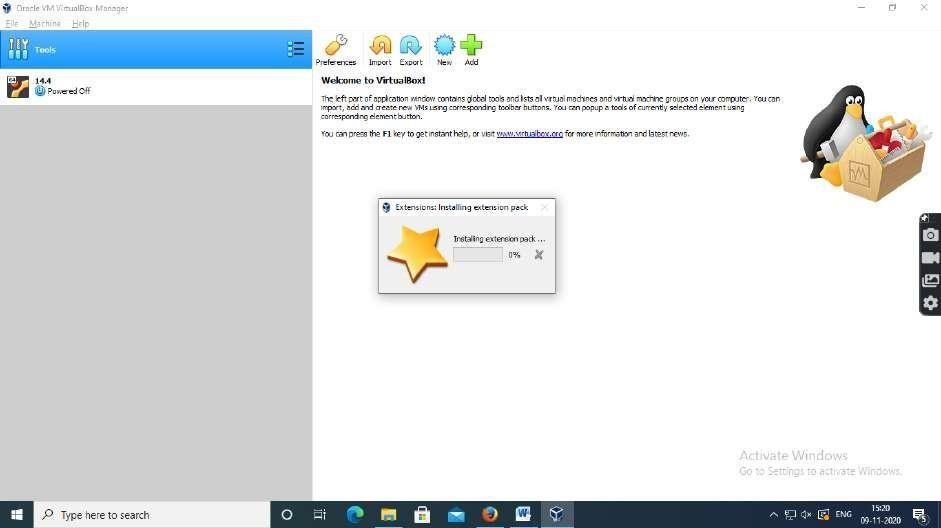 Oracle VM VirtualBox Manager
File Machine Help
Tools
Preferences Import Export New Add
64
14.4
Powered Off
Welcome to VirtualBox!
The left part of application window contains global tools and lists all virtual machines and virtual machine groups on your computer. You can
import, add and create new VMs using corresponding toolbar buttons. You can popup a tools of currently selected element using
corresponding element button.
You can press the F1 key to get instant help, or visit www.virtualbox.org for more information and latest news.
Extensions: Installing extension pack
Installing extension pack ...
0%
Activate Windows
Go to Settings to activate Windows.
Type here to search
ENG
15:20
09-11-2020
5